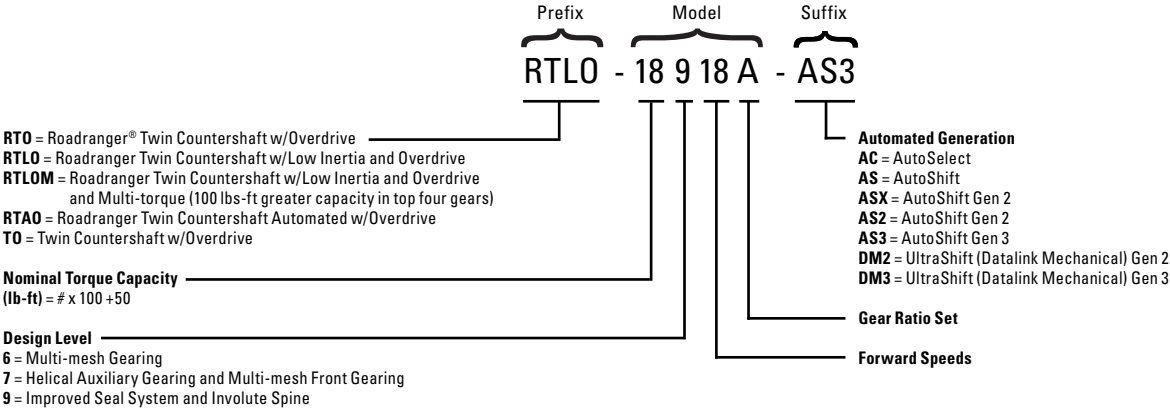 Prefix Model Suffix
RTLO - 18 9 18 A - AS3
RTO = Roadranger® Twin Countershaft w/Overdrive
RTLO = Roadranger Twin Countershaft w/Low Inertia and Overdrive
RTLOM = Roadranger Twin Countershaft w/Low Inertia and Overdrive
and Multi-torque (100 lbs-ft greater capacity in top four gears)
RTAO = Roadranger Twin Countershaft Automated w/Overdrive
TO = Twin Countershaft w/Overdrive
Nominal Torque Capacity
(lb-ft) = # x 100 +50
Design Level
6 = Multi-mesh Gearing
7 = Helical Auxiliary Gearing and Multi-mesh Front Gearing
9 = Improved Seal System and Involute Spine
Automated Generation
AC = AutoSelect
AS = AutoShift
ASX = AutoShift Gen 2
AS2 = AutoShift Gen 2
AS3 = AutoShift Gen 3
DM2 = UltraShift (Datalink Mechanical) Gen 2
DM3 = UltraShift (Datalink Mechanical) Gen 3
Gear Ratio Set
Forward Speeds